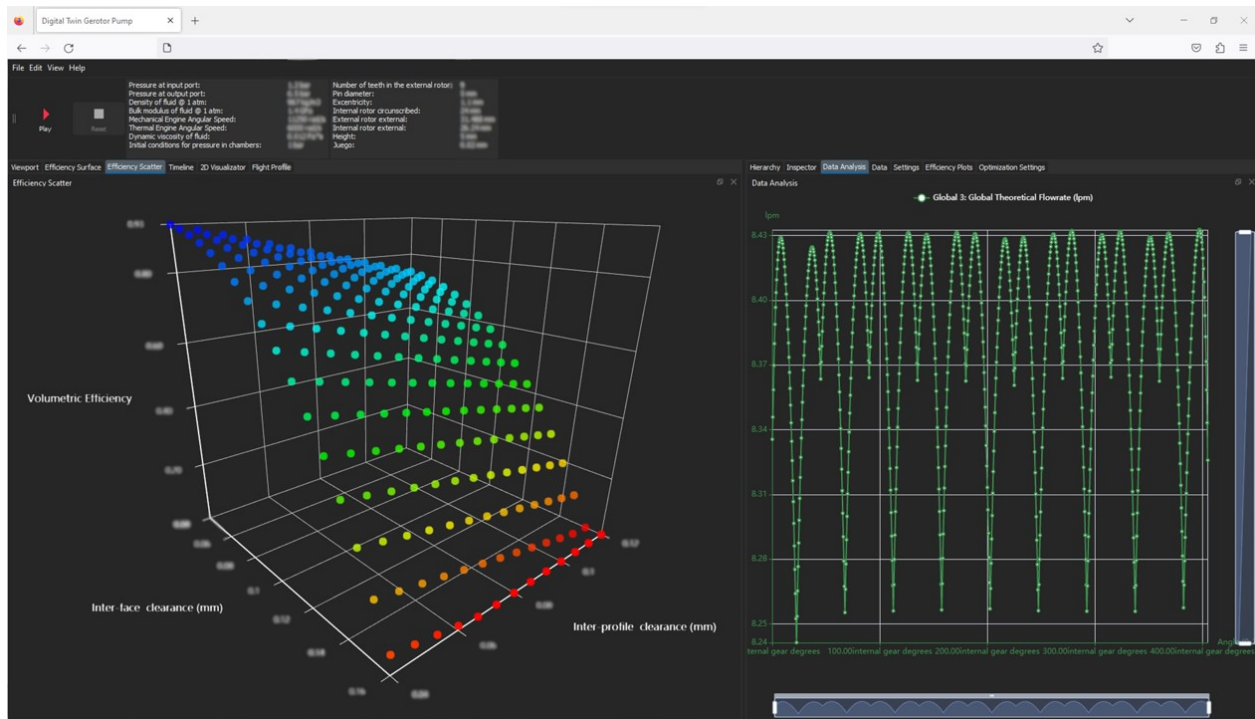 Digital Twin Gerotor Pump
File Edit View Help
Play
Reset
Pressure at input port:
Pressure at output port:
Density of fluid @ 1 atm:
Bulk modulus of fluid @ 1 atm:
Mechanical Engine Angular Speed:
Thermal Engine Angular Speed:
Dynamic viscosity of fluid:
Initial conditions for pressure in chambers:
Number of teeth in the external rotor:
Pin diameter:
Excentricity:
Internal rotor circunscribed:
External rotor external:
Internal rotor external:
Height:
Juego:
Viewport Efficiency Surface Efficiency Scatter Timeline 2D Visualizator Flight Profile
Efficiency Scatter
Volumetric Efficiency
Inter-face clearance (mm)
Inter-profile clearance (mm)
Hierarchy Inspector Data Analysis Data Settings Efficiency Plots Optimization Settings
Data Analysis
Global 3: Global Theoretical Flowrate (lpm)
lpm
8.43
8.40
8.37
8.34
8.31
8.28
8.25
8.24
ternal gear degrees 100.00internal gear degrees 200.00internal gear degrees 300.00internal gear degrees 400.00internal gear degrees